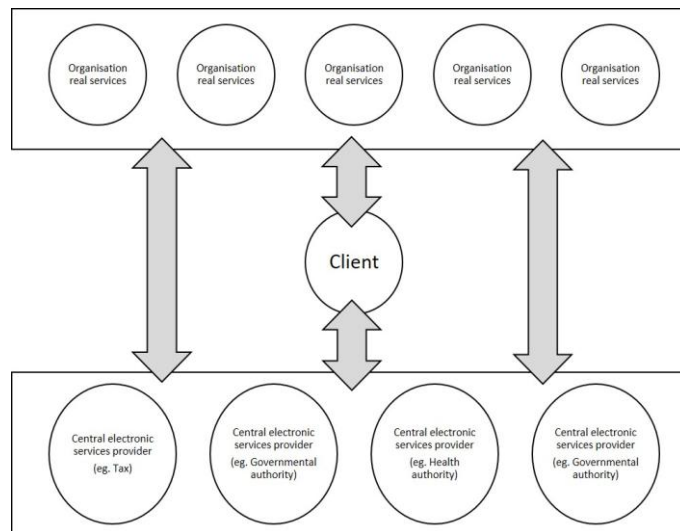 Organisation
real services
Organisation
real services
Organisation
real services
Organisation
real services
Organisation
real services
Client
Central electronic
services provider
(eg. Tax)
Central electronic
services provider
(eg. Governmental
authority)
Central electronic
services provider
(eg. Health
authority)
Central electronic
services provider
(eg. Governmental
authority)